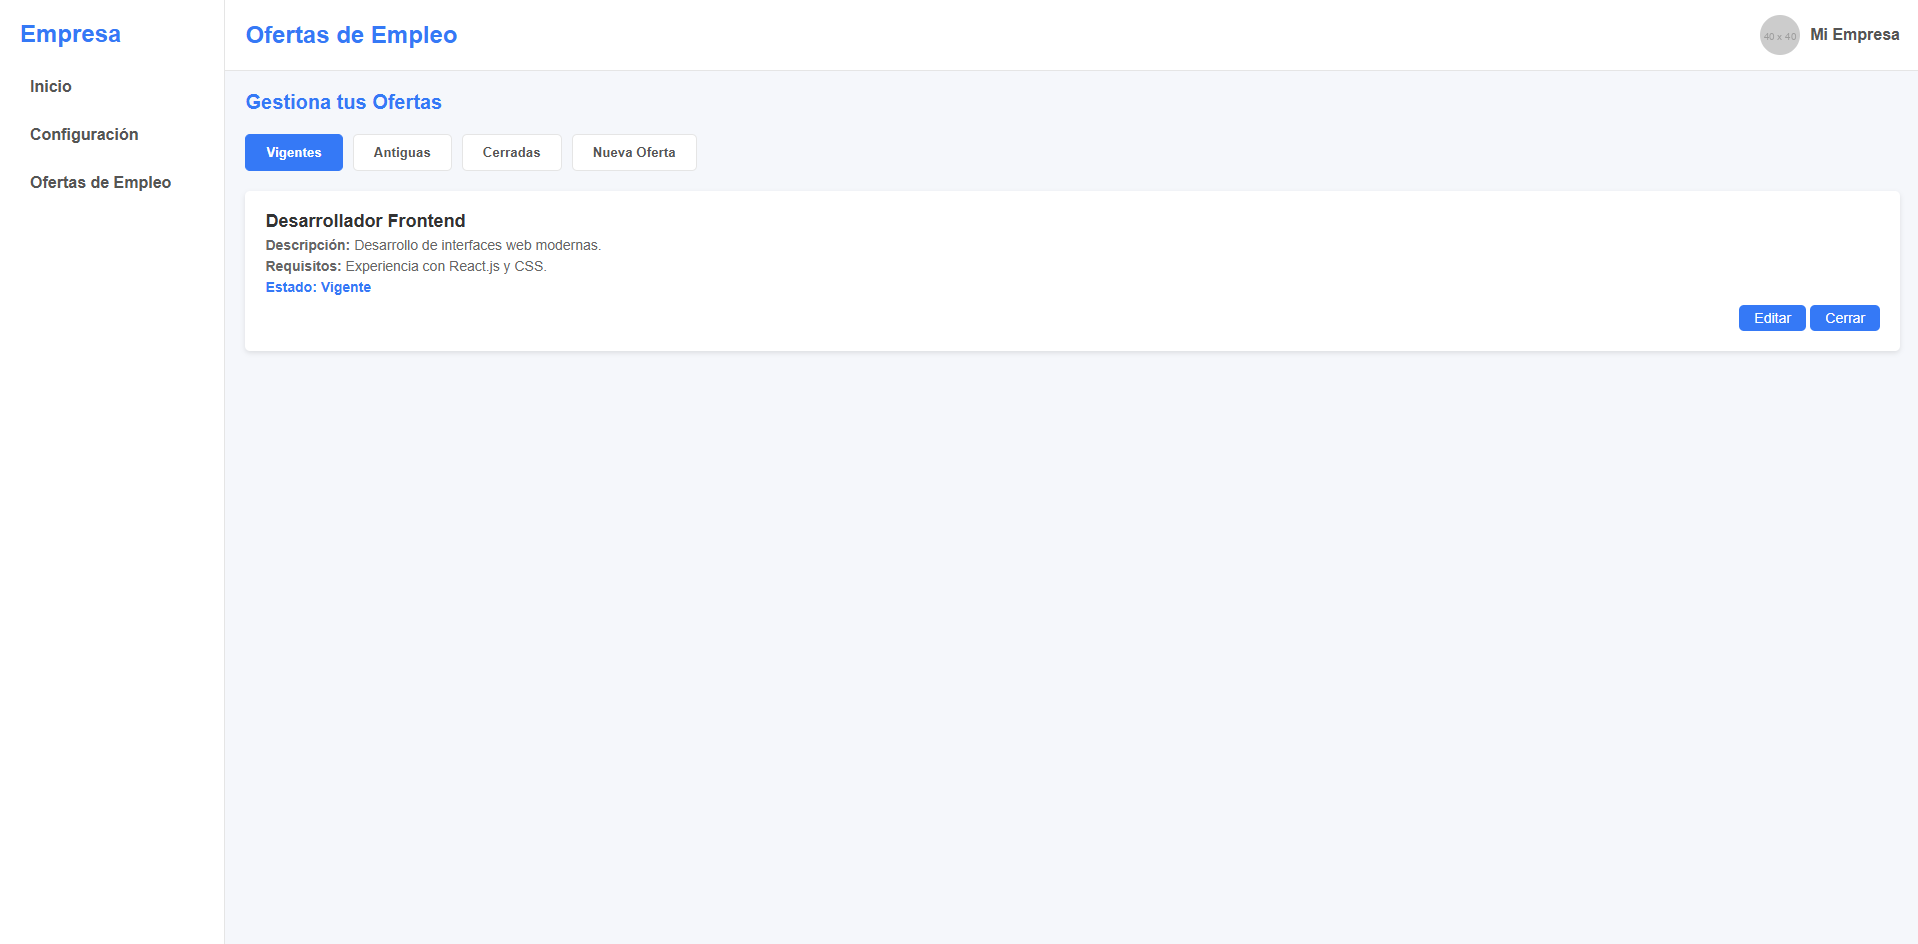 Empresa
Inicio
Configuración
Ofertas de Empleo
Ofertas de Empleo
40 x 40
Mi Empresa
Gestiona tus Ofertas
Vigentes
Antiguas
Cerradas
Nueva Oferta
Desarrollador Frontend
Descripción: Desarrollo de interfaces web modernas.
Requisitos: Experiencia con React.js y CSS.
Estado: Vigente
Editar
Cerrar